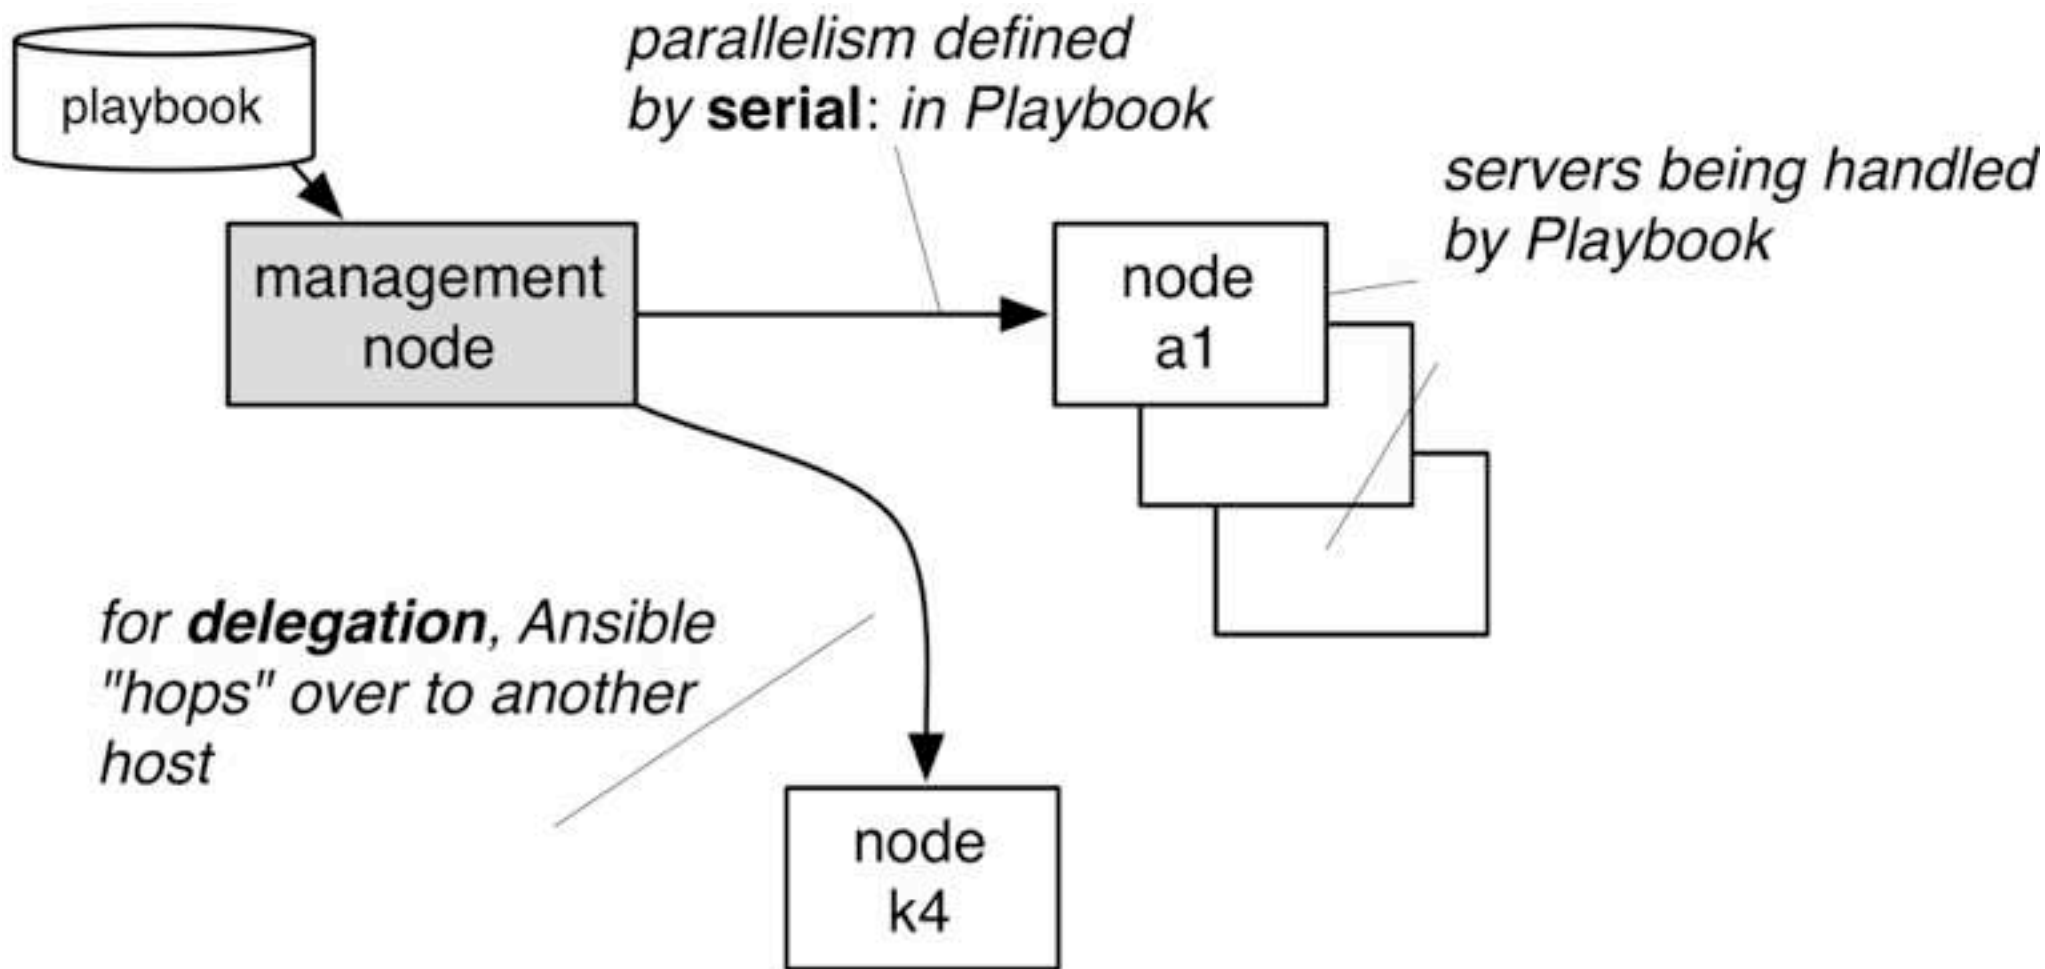 playbook
parallelism defined
by serial: in Playbook
servers being handled
by Playbook
management
node
node
a1
for delegation, Ansible
"hops" over to another
host
node
k4